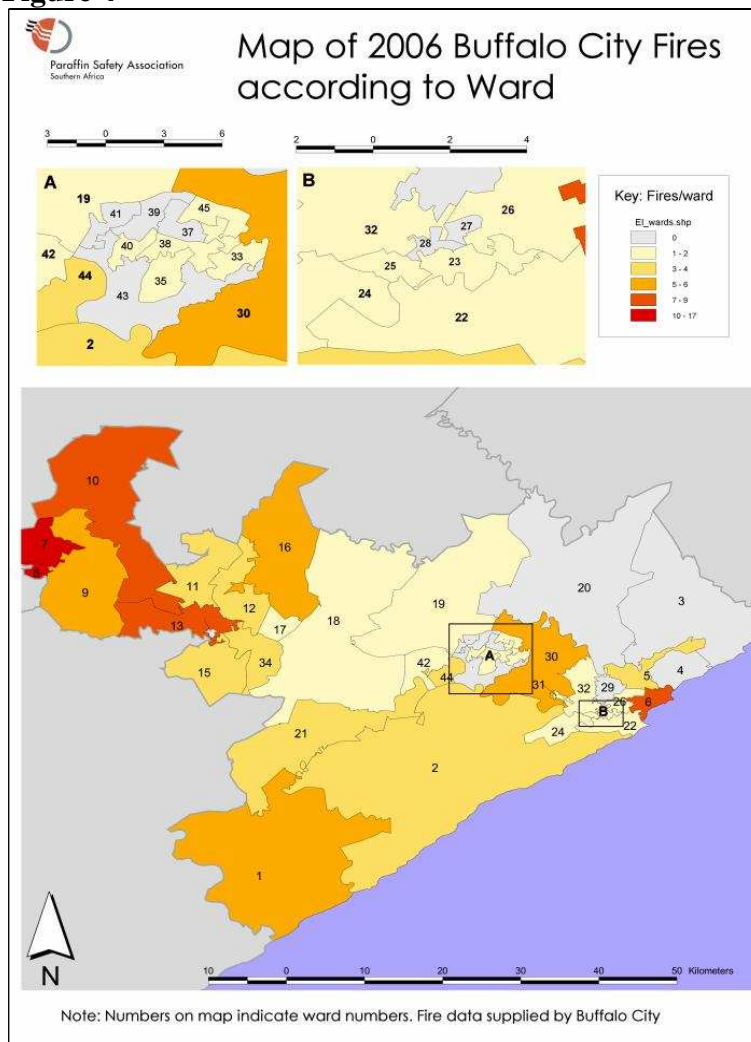 Paraffin Safety Association
Southern Africa
Map of 2006 Buffalo City Fires
according to Ward
3 0 3 6
2 0 2 4
A
19
41
39
45
37
42
40
38
33
44
35
43
30
2
B
26
32
27
28
25
23
24
22
Key: Fires/ward
El_wards.shp
0
1 - 2
3 - 4
5 - 6
7 - 9
10 - 17
10
7
16
9
11
12
20
3
18
19
17
13
A
30
15
34
42
44
31
32
29
5
4
26
6
B
21
24
22
2
1
N
10 0 10 20 30 40 50 Kilometers
Note: Numbers on map indicate ward numbers. Fire data supplied by Buffalo City